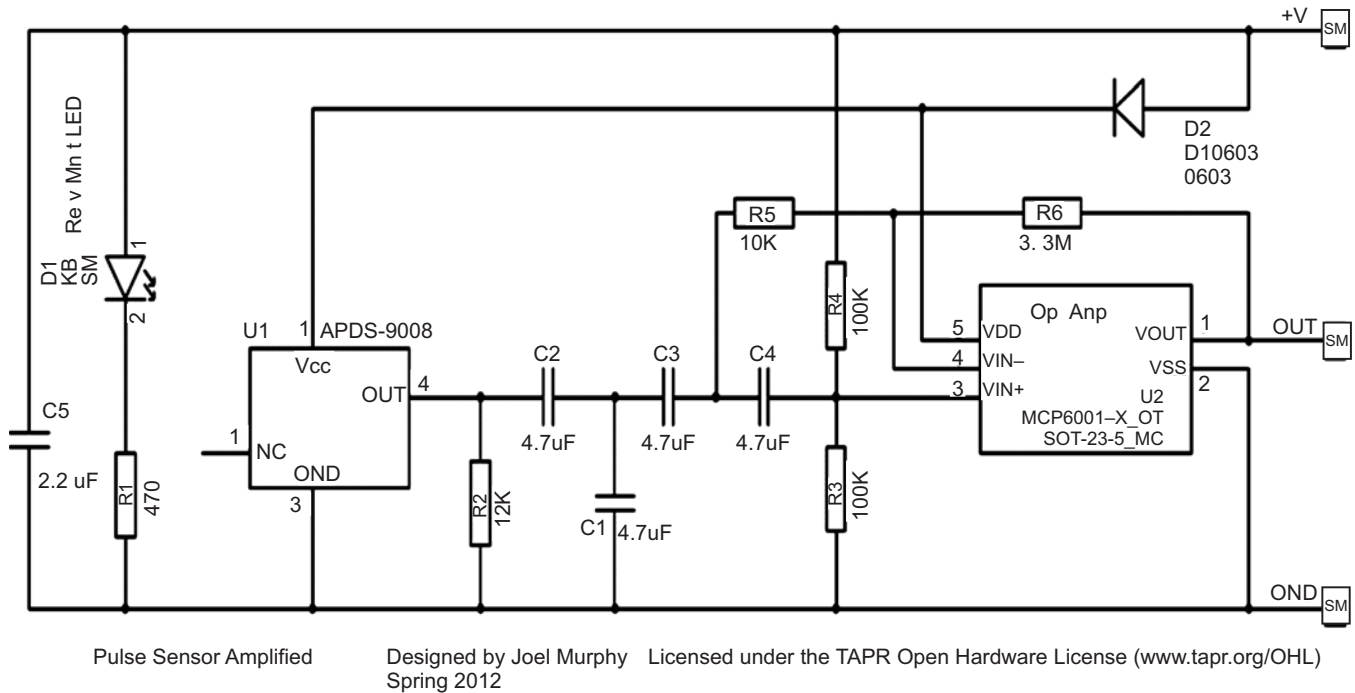 +V
SM
Re v Mn t LED
D1
KB
SM
1
2
D2
D10603
0603
R5
10K
R6
3. 3M
R4
100K
U1
1
APDS-9008
Vcc
OUT
4
1
NC
OND
3
C2
4.7uF
C3
4.7uF
C4
4.7uF
Op Anp
5
VDD
4
VIN–
3
VIN+
VOUT
1
VSS
2
U2
MCP6001–X_OT
SOT-23-5_MC
OUT
SM
C5
2.2 uF
R1
470
R2
12K
C1
4.7uF
R3
100K
OND
SM
Pulse Sensor Amplified
Designed by Joel Murphy
Spring 2012
Licensed under the TAPR Open Hardware License (www.tapr.org/OHL)